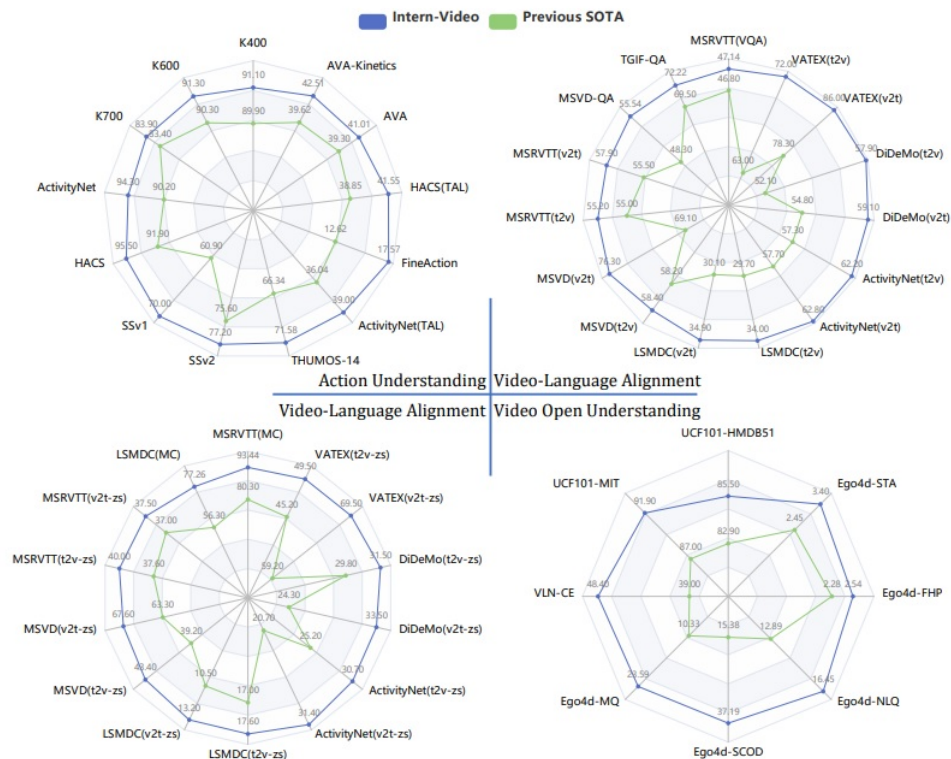 Intern-Video Previous SOTA
K400
K600
91.10
AVA-Kinetics
91.30
42.51
K700
90.30
89.90
39.62
AVA
83.90
83.40
39.30
41.01
ActivityNet
94.30
90.20
38.85
41.55
HACS(TAL)
95.50
91.90
60.90
12.62
17.57
FineAction
HACS
66.34
36.04
70.00
75.60
39.00
ActivityNet(TAL)
SSv1
77.20
71.58
SSv2
THUMOS-14
MSRVTT(VQA)
TGIF-QA
47.14
VATEX(t2v)
72.22
46.80
72.00
MSVD-QA
69.50
VATEX(v2t)
55.54
86.00
MSRVTT(v2t)
48.30
78.30
DiDeMo(t2v)
57.90
55.50
63.00
57.90
52.10
MSRVTT(t2v)
55.20
55.00
54.80
59.10
DiDeMo(v2t)
69.10
57.30
MSVD(v2t)
76.30
58.20
30.10
29.70
57.70
62.20
ActivityNet(t2v)
MSVD(t2v)
58.40
62.80
ActivityNet(v2t)
34.90
34.00
LSMDC(v2t)
LSMDC(t2v)
Action Understanding Video-Language Alignment
Video-Language Alignment Video Open Understanding
MSRVTT(MC)
LSMDC(MC)
93.44
VATEX(t2v-zs)
77.26
49.50
MSRVTT(v2t-zs)
80.30
VATEX(v2t-zs)
37.50
37.00
56.30
45.20
69.50
MSRVTT(t2v-zs)
40.00
37.60
59.20
29.80
31.50
DiDeMo(t2v-zs)
24.30
MSVD(v2t-zs)
67.60
63.30
20.70
33.50
DiDeMo(v2t-zs)
39.20
25.20
MSVD(t2v-zs)
43.40
10.50
17.00
30.70
ActivityNet(t2v-zs)
LSMDC(v2t-zs)
13.20
17.60
31.40
ActivityNet(v2t-zs)
LSMDC(t2v-zs)
UCF101-HMDB51
UCF101-MIT
85.50
3.40
Ego4d-STA
91.90
82.90
2.45
87.00
VLN-CE
48.40
39.00
2.28
2.54
Ego4d-FHP
10.33
15.38
12.89
Ego4d-MQ
23.59
16.45
Ego4d-NLQ
37.19
Ego4d-SCOD